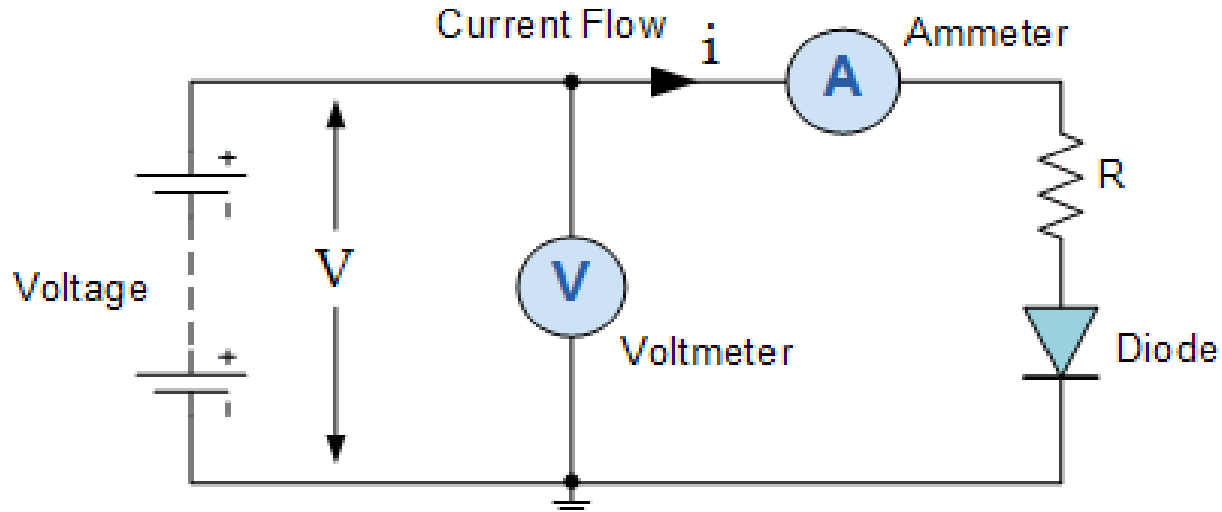 Current Flow
i
Ammeter
A
+
R
V
Voltage
V
+
Voltmeter
Diode